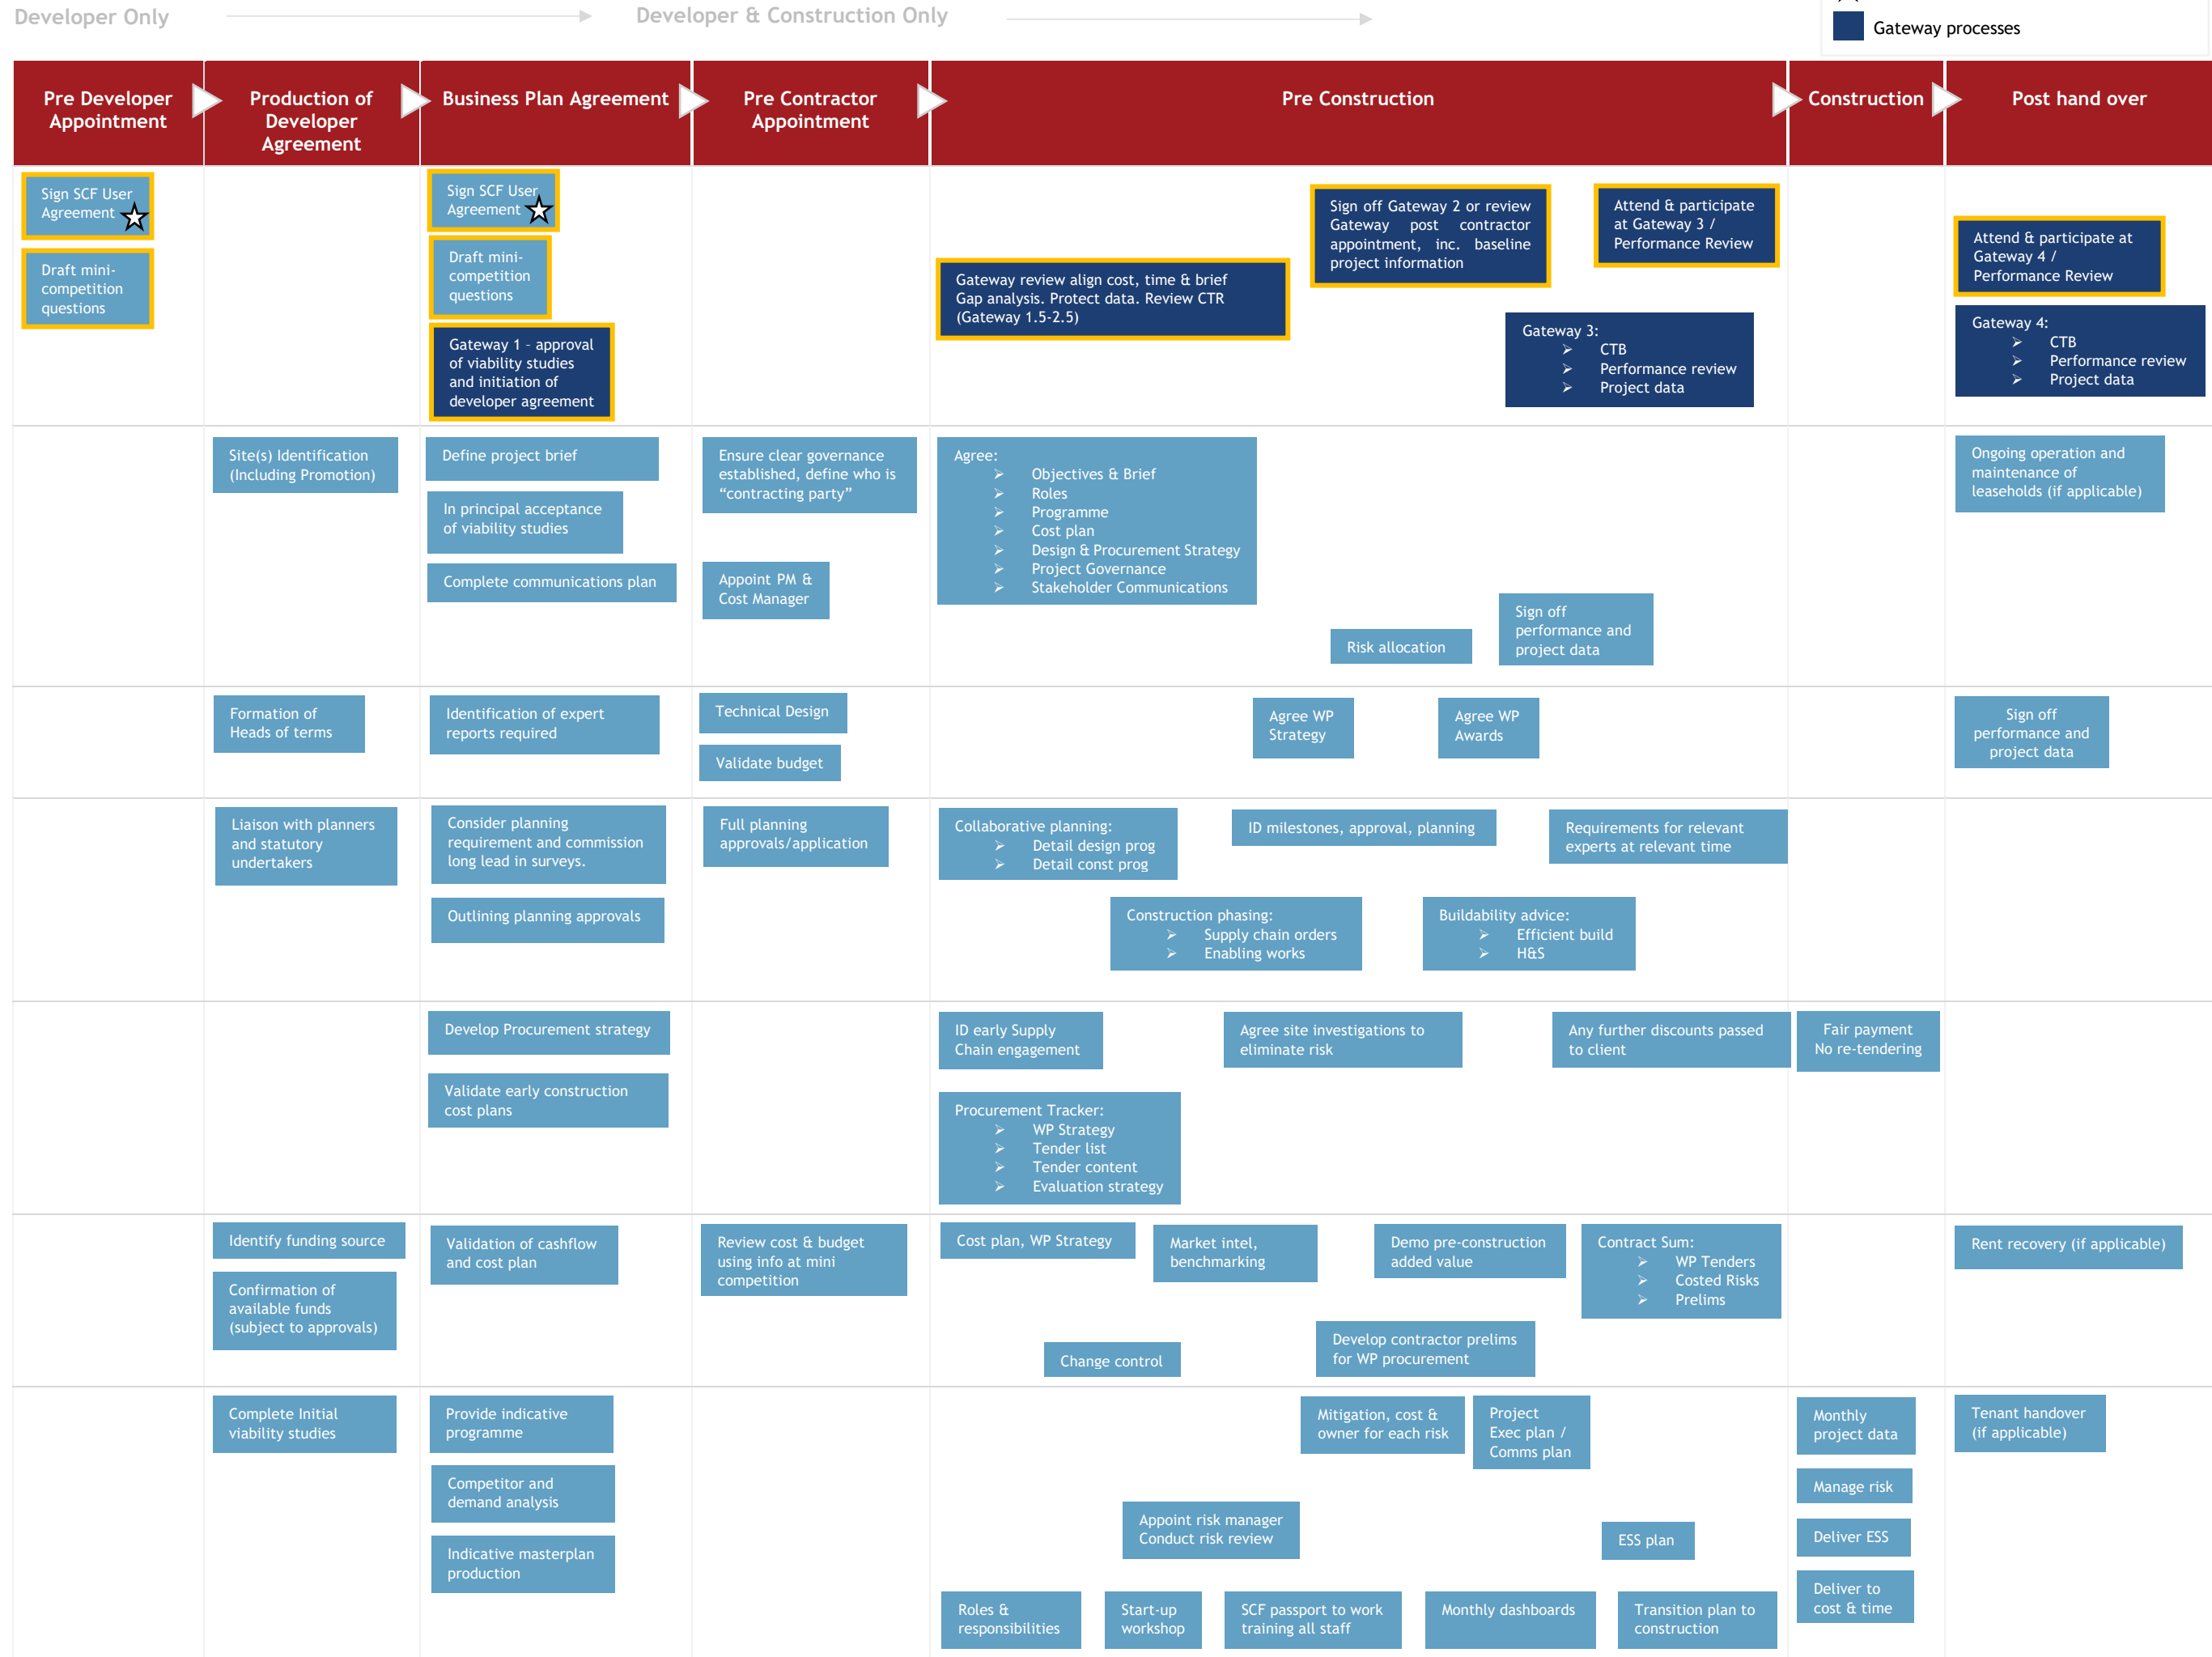 Developer Only
Developer & Construction Only
Gateway processes
Pre Developer
Appointment
Production of
Developer
Agreement
Business Plan Agreement
Pre Contractor
Appointment
Pre Construction
Construction
Post hand over
Sign SCF User
Agreement
Draft mini-
competition
questions
Sign SCF User
Agreement
Draft mini-
competition
questions
Gateway 1 – approval
of viability studies
and initiation of
developer agreement
Gateway review align cost, time & brief
Gap analysis. Protect data. Review CTR
(Gateway 1.5-2.5)
Sign off Gateway 2 or review
Gateway post contractor
appointment, inc. baseline
project information
Attend & participate
at Gateway 3 /
Performance Review
Gateway 3:
➢ CTB
➢ Performance review
➢ Project data
Attend & participate at
Gateway 4 /
Performance Review
Gateway 4:
➢ CTB
➢ Performance review
➢ Project data
Site(s) Identification
(Including Promotion)
Define project brief
In principal acceptance
of viability studies
Complete communications plan
Ensure clear governance
established, define who is
“contracting party”
Appoint PM &
Cost Manager
Agree:
➢ Objectives & Brief
➢ Roles
➢ Programme
➢ Cost plan
➢ Design & Procurement Strategy
➢ Project Governance
➢ Stakeholder Communications
Risk allocation
Sign off
performance and
project data
Ongoing operation and
maintenance of
leaseholds (if applicable)
Formation of
Heads of terms
Identification of expert
reports required
Technical Design
Validate budget
Agree WP
Strategy
Agree WP
Awards
Sign off
performance and
project data
Liaison with planners
and statutory
undertakers
Consider planning
requirement and commission
long lead in surveys.
Outlining planning approvals
Full planning
approvals/application
Collaborative planning:
➢ Detail design prog
➢ Detail const prog
ID milestones, approval, planning
Requirements for relevant
experts at relevant time
Construction phasing:
➢ Supply chain orders
➢ Enabling works
Buildability advice:
➢ Efficient build
➢ H&S
Develop Procurement strategy
Validate early construction
cost plans
ID early Supply
Chain engagement
Agree site investigations to
eliminate risk
Any further discounts passed
to client
Procurement Tracker:
➢ WP Strategy
➢ Tender list
➢ Tender content
➢ Evaluation strategy
Fair payment
No re-tendering
Identify funding source
Confirmation of
available funds
(subject to approvals)
Validation of cashflow
and cost plan
Review cost & budget
using info at mini
competition
Cost plan, WP Strategy
Market intel,
benchmarking
Demo pre-construction
added value
Contract Sum:
➢ WP Tenders
➢ Costed Risks
➢ Prelims
Change control
Develop contractor prelims
for WP procurement
Rent recovery (if applicable)
Complete Initial
viability studies
Provide indicative
programme
Competitor and
demand analysis
Indicative masterplan
production
Mitigation, cost &
owner for each risk
Project
Exec plan /
Comms plan
Appoint risk manager
Conduct risk review
ESS plan
Roles &
responsibilities
Start-up
workshop
SCF passport to work
training all staff
Monthly dashboards
Transition plan to
construction
Monthly
project data
Manage risk
Deliver ESS
Deliver to
cost & time
Tenant handover
(if applicable)